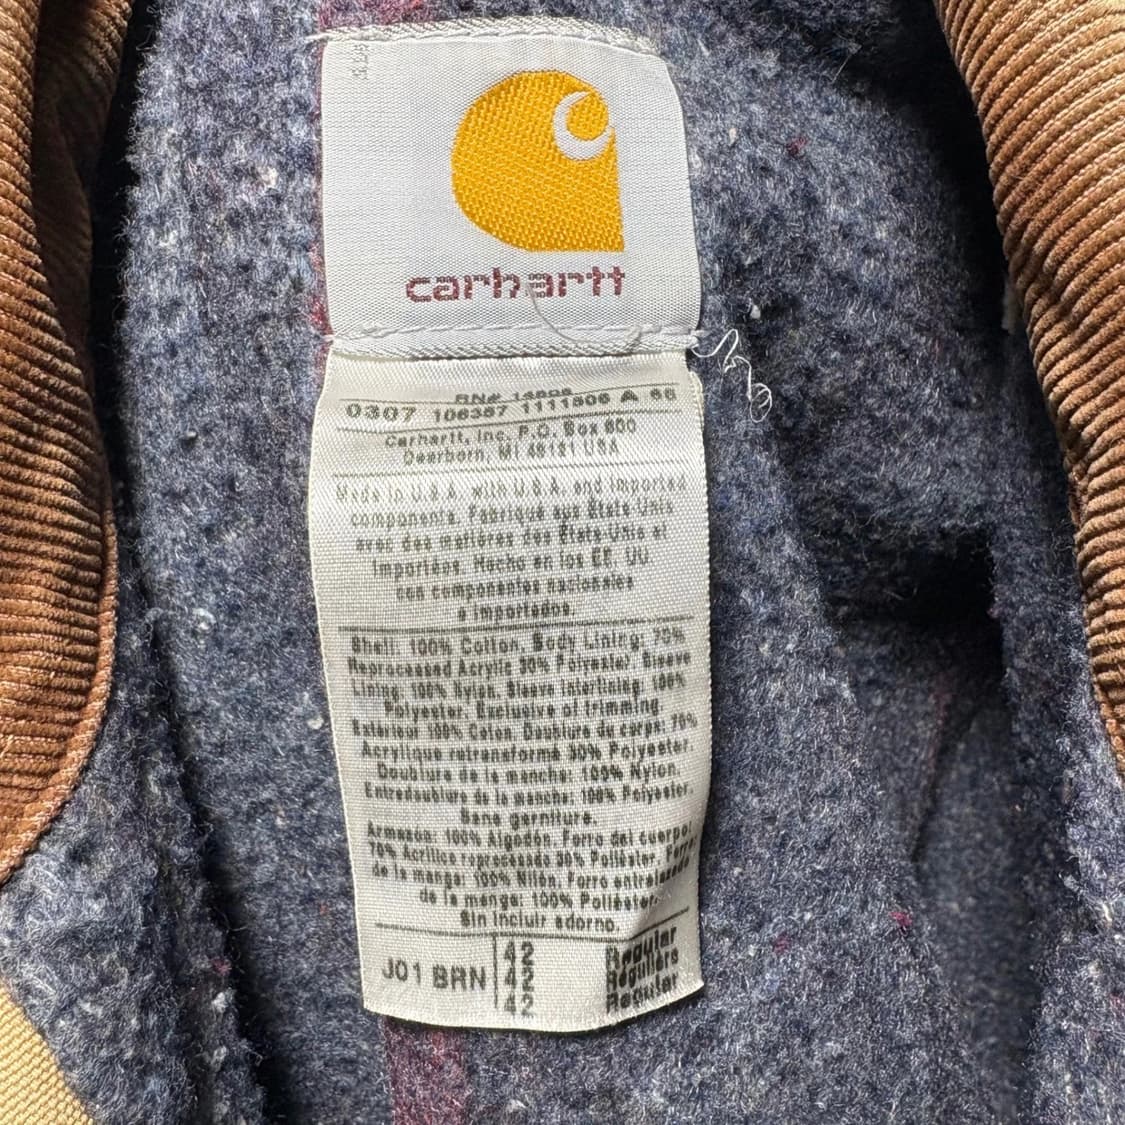 carhartt
RN# 14806
0307 106387 1111506 A 66
Carhartt, Inc. P.O. Box 600
Dearborn, MI 48121 USA
Made in U.S.A. with U.S.A. and imported
components. Fabriqué aux États Unis
avec des matières des États-Unis et
importées. Hecho en los EE. UU
con componentes nacionales
e importados.
Shell: 100% Cotton. Body Lining: 70%
Reprocessed Acrylic 30% Polyester. Sleeve
Lining: 100% Nylon. Sleeve Interlining: 100%
Polyester. Exclusive of trimming.
Extérieur 100% Coton. Doublure du corps: 70%
Acryllque retransformé 30% Polyester.
Doublure de la manche: 100% Nylon.
Entredoublure de la manche: 100% Polyester.
Sans garniture.
Armazón: 100% Algodón. Forro del cuerpo:
70% Acrílico reprocesado 30% Poliéster. Forro
de la manga: 100% Nilón. Forro entrelazado
de la manga: 100% Poliéster.
Sin incluir adorno.
J01 BRN 42 Regular
42 Régulière
42 Regular